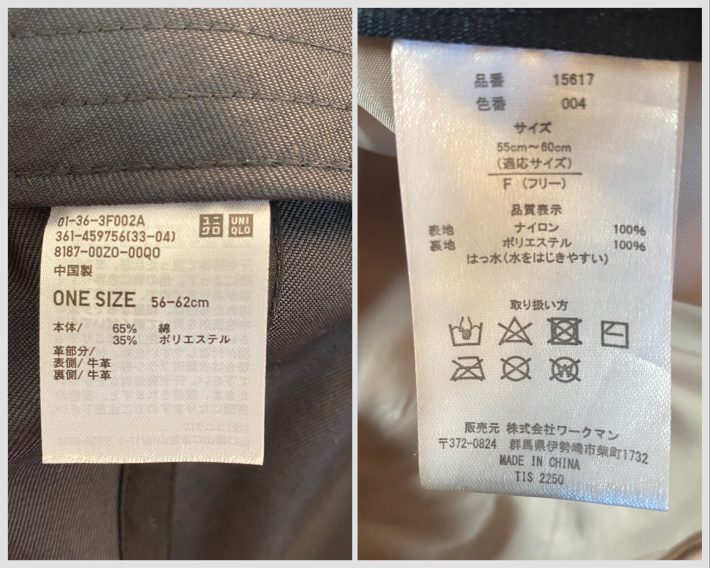 01-36-3F002A
ユニクロ UNIQLO
361-459756(33-04)
8187-00Z0-00Q0
中国製
ONE SIZE 56-62cm
本体/ 65% 綿
35% ポリエステル
革部分/
表側/牛革
裏側/牛革
品番 15617
色番 004
サイズ
55cm～60cm
(適応サイズ)
F (フリー)
品質表示
表地 ナイロン 100%
裏地 ポリエステル 100%
はっ水(水をはじきやすい)
取り扱い方
販売元 株式会社ワークマン
〒372-0824 群馬県伊勢崎市柴町1732
MADE IN CHINA
TIS 2250